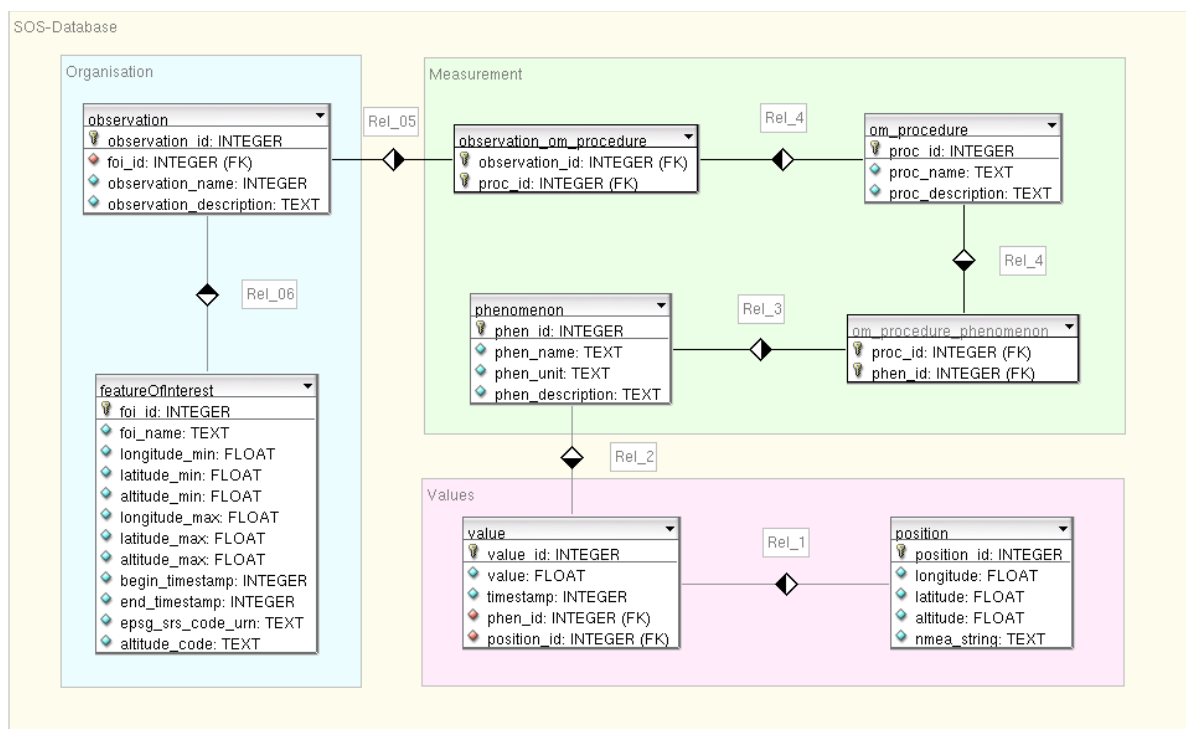 SOS-Database
Organisation
observation
observation_id: INTEGER
foi_id: INTEGER (FK)
observation_name: INTEGER
observation_description: TEXT
Rel_05
Rel_06
featureOfInterest
foi_id: INTEGER
foi_name: TEXT
longitude_min: FLOAT
latitude_min: FLOAT
altitude_min: FLOAT
longitude_max: FLOAT
latitude_max: FLOAT
altitude_max: FLOAT
begin_timestamp: INTEGER
end_timestamp: INTEGER
epsg_srs_code_urn: TEXT
altitude_code: TEXT
Measurement
observation_om_procedure
observation_id: INTEGER (FK)
proc_id: INTEGER (FK)
Rel_4
om_procedure
proc_id: INTEGER
proc_name: TEXT
proc_description: TEXT
Rel_4
phenomenon
phen_id: INTEGER
phen_name: TEXT
phen_unit: TEXT
phen_description: TEXT
Rel_3
om_procedure_phenomenon
proc_id: INTEGER (FK)
phen_id: INTEGER (FK)
Rel_2
Values
value
value_id: INTEGER
value: FLOAT
timestamp: INTEGER
phen_id: INTEGER (FK)
position_id: INTEGER (FK)
Rel_1
position
position_id: INTEGER
longitude: FLOAT
latitude: FLOAT
altitude: FLOAT
nmea_string: TEXT